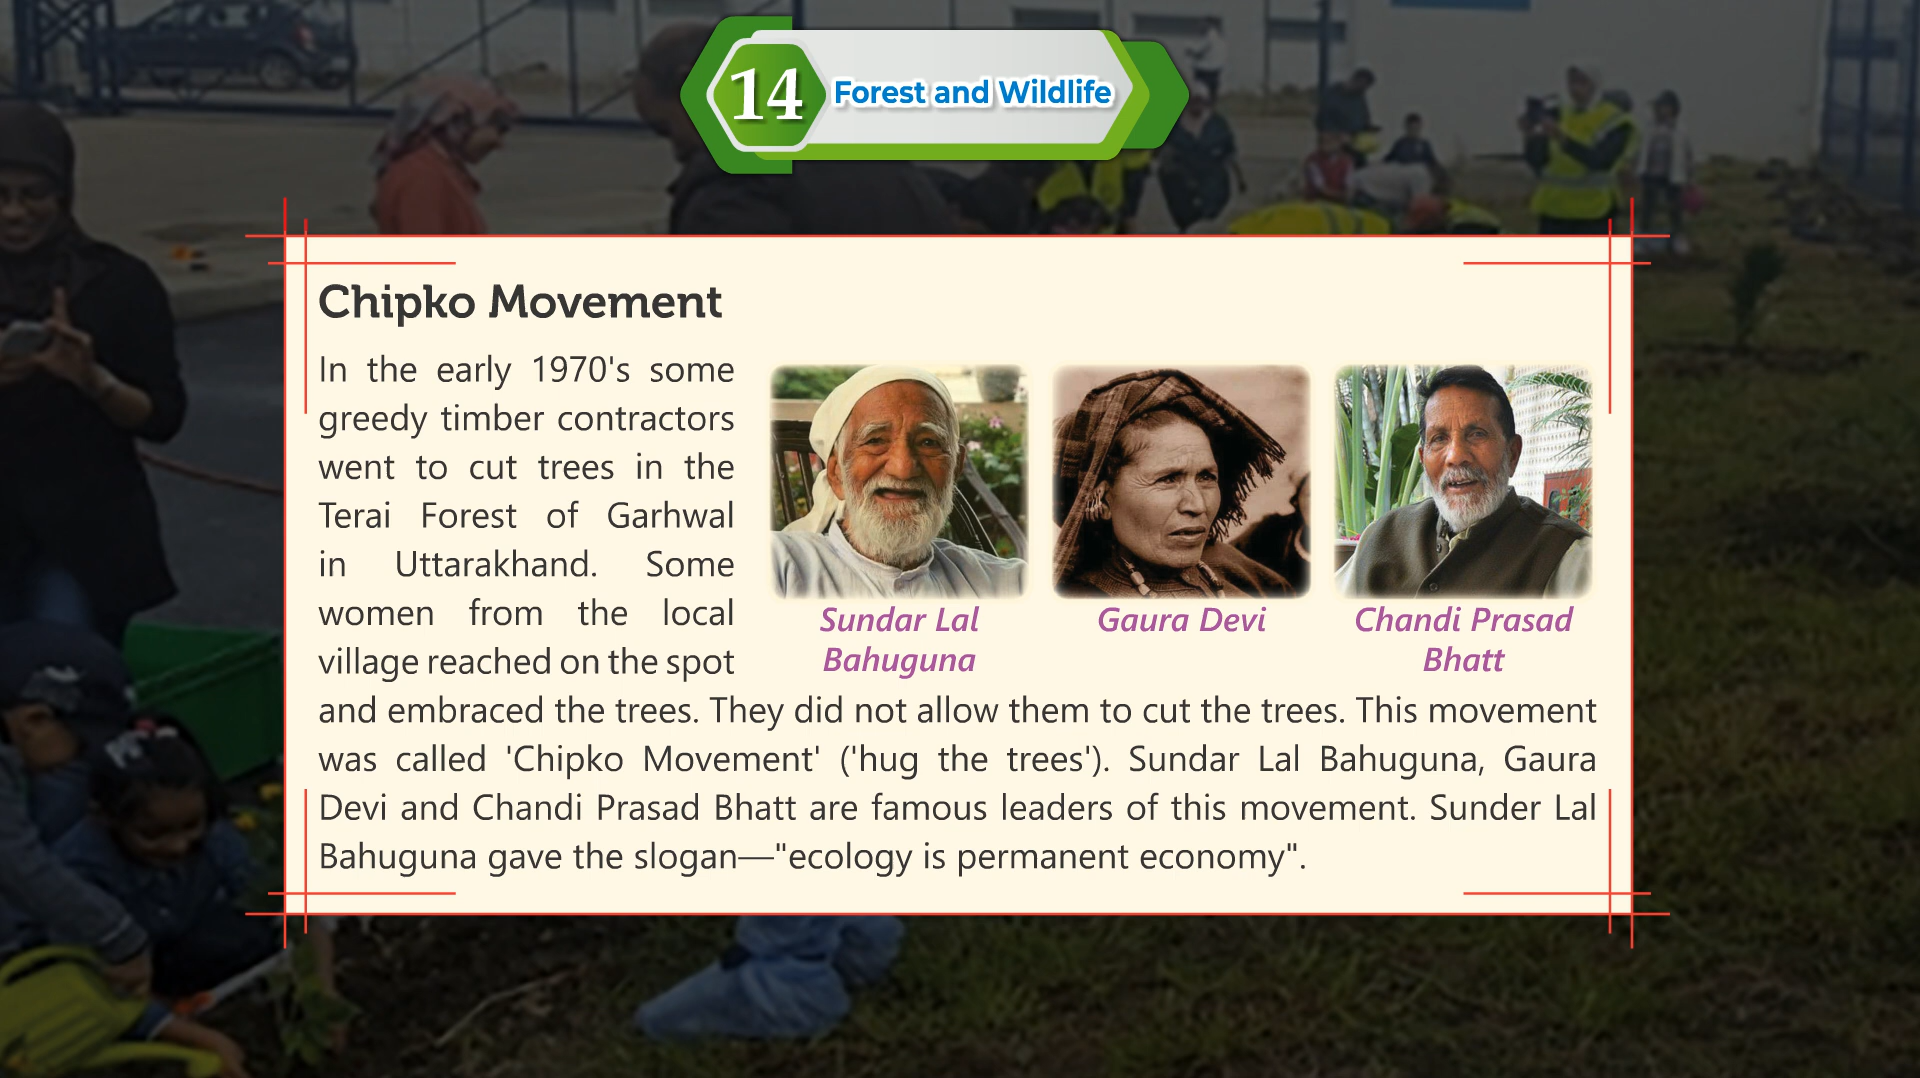 14 Forest and Wildlife
Chipko Movement
In the early 1970's some
greedy timber contractors
went to cut trees in the
Terai Forest of Garhwal
in Uttarakhand. Some
women from the local
village reached on the spot
Sundar Lal
Bahuguna
Gaura Devi
Chandi Prasad
Bhatt
and embraced the trees. They did not allow them to cut the trees. This movement
was called 'Chipko Movement' ('hug the trees'). Sundar Lal Bahuguna, Gaura
Devi and Chandi Prasad Bhatt are famous leaders of this movement. Sunder Lal
Bahuguna gave the slogan—"ecology is permanent economy".